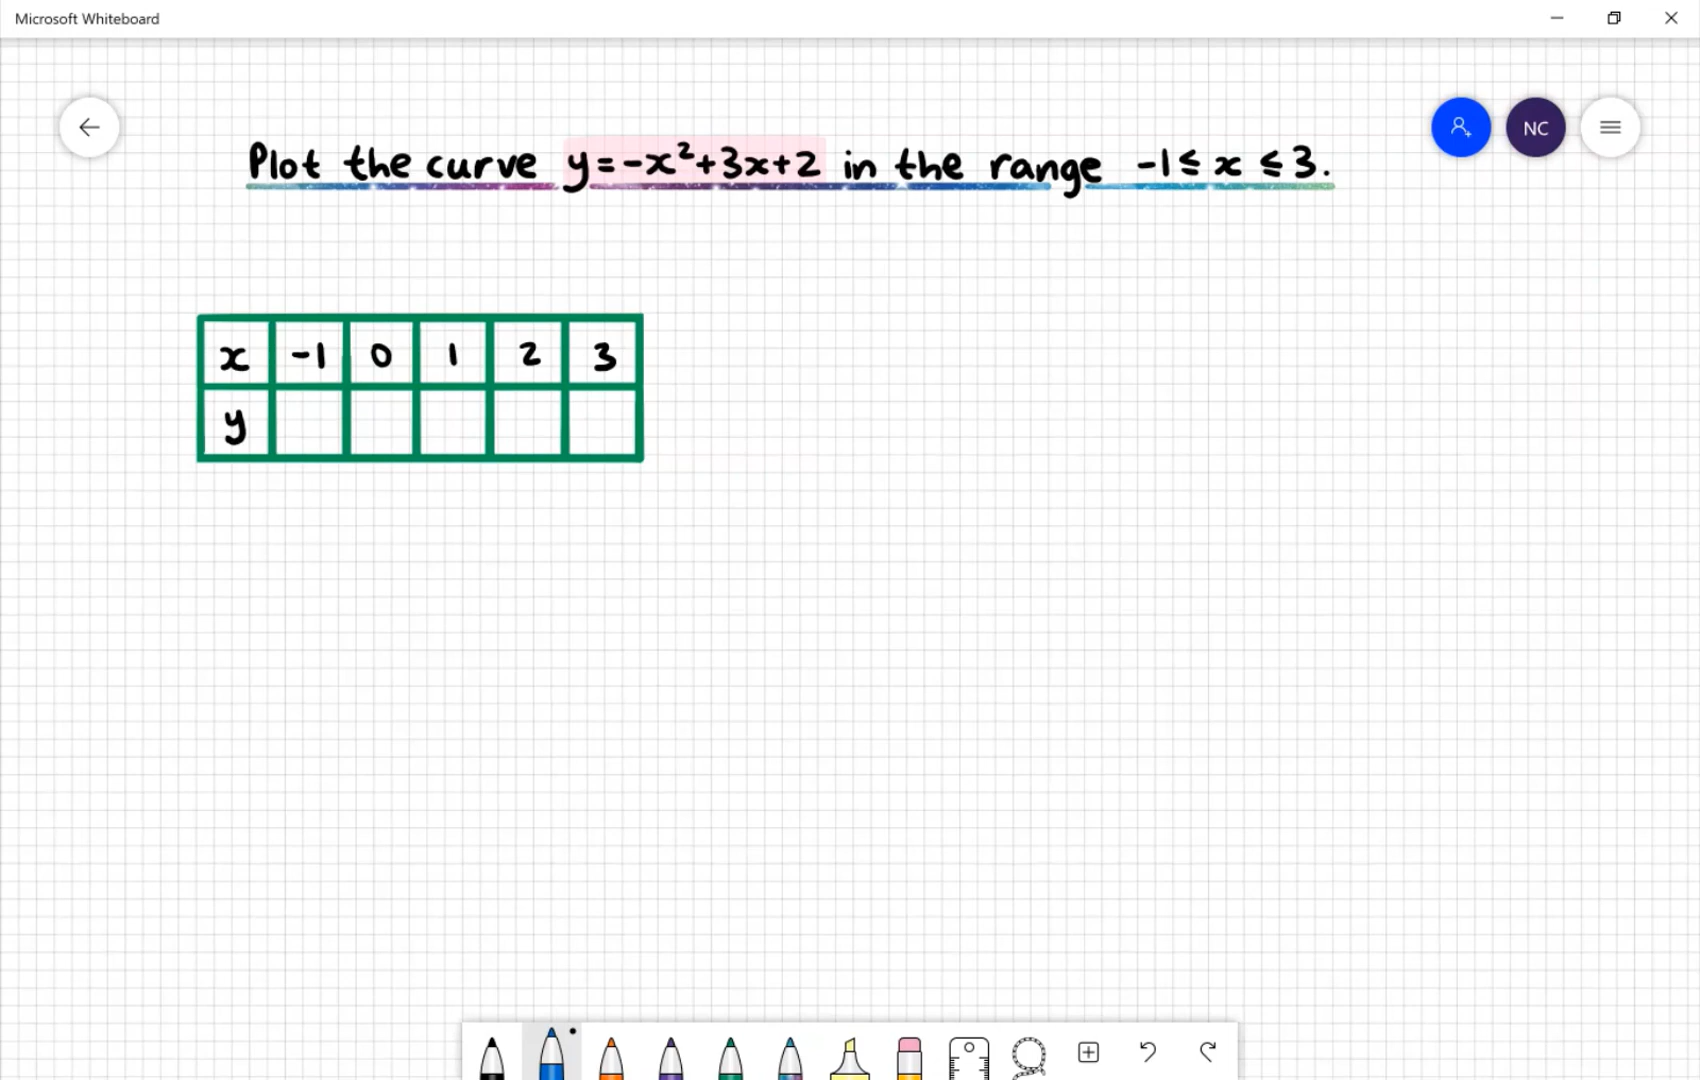 Microsoft Whiteboard
NC
Plot the curve y=-x²+3x+2 in the range -1≤ x ≤3.
x -1 0 1 2 3
y